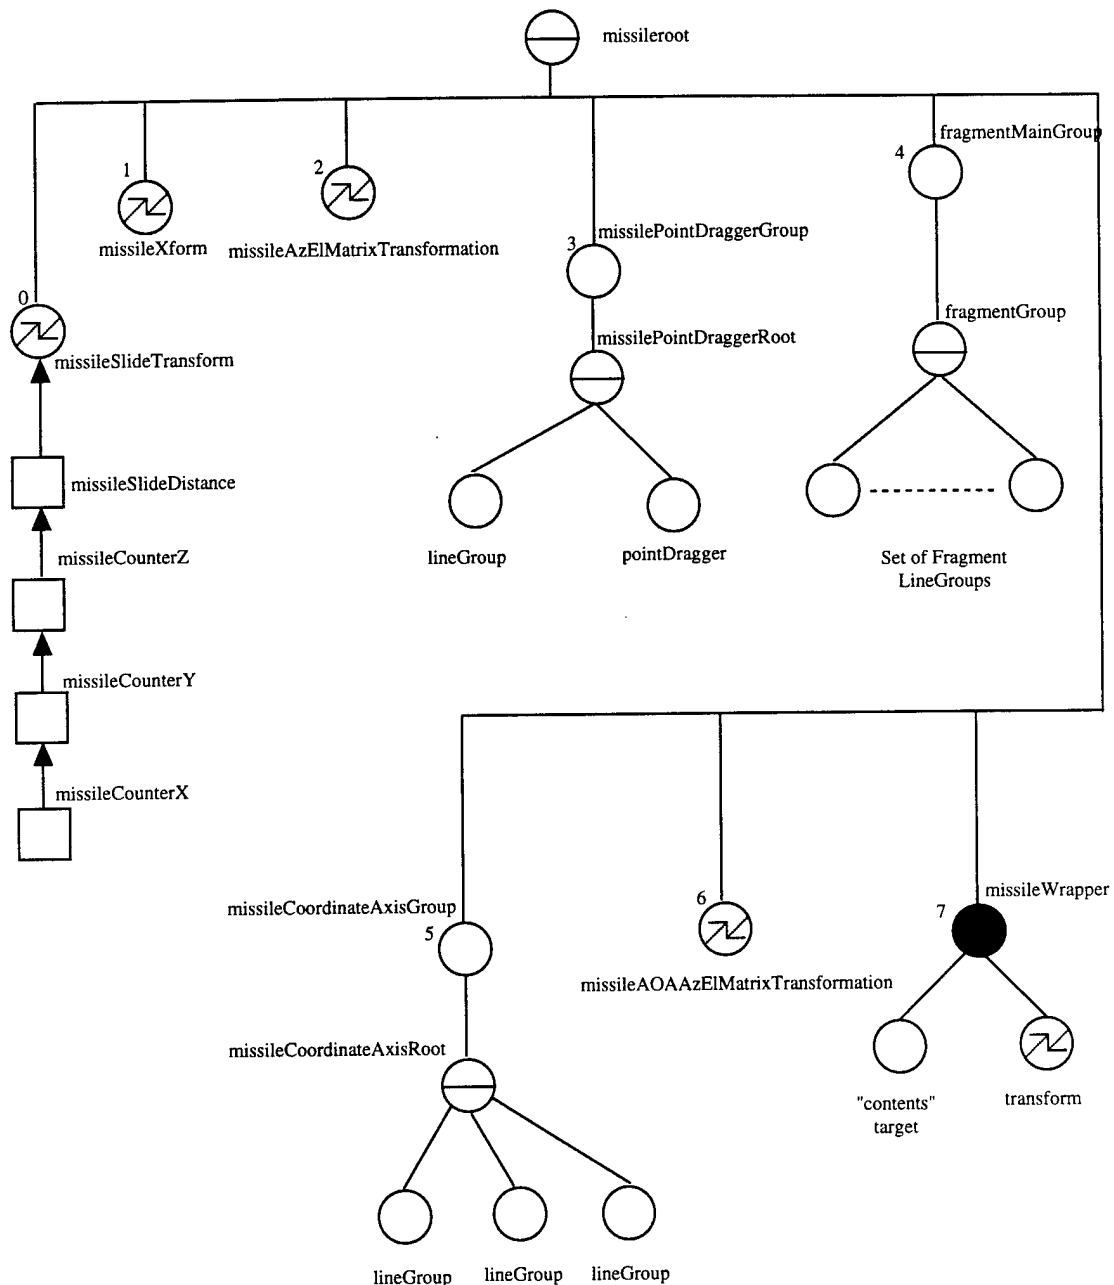 missileroot
fragmentMainGroup
4
1
2
missilePointDraggerGroup
3
missileXform
missileAzElMatrixTransformation
0
fragmentGroup
missilePointDraggerRoot
missileSlideTransform
missileSlideDistance
lineGroup
pointDragger
Set of Fragment
LineGroups
missileCounterZ
missileCounterY
missileCounterX
missileWrapper
6
7
missileCoordinateAxisGroup
5
missileAOAAzElMatrixTransformation
missileCoordinateAxisRoot
"contents"
target
transform
lineGroup
lineGroup
lineGroup